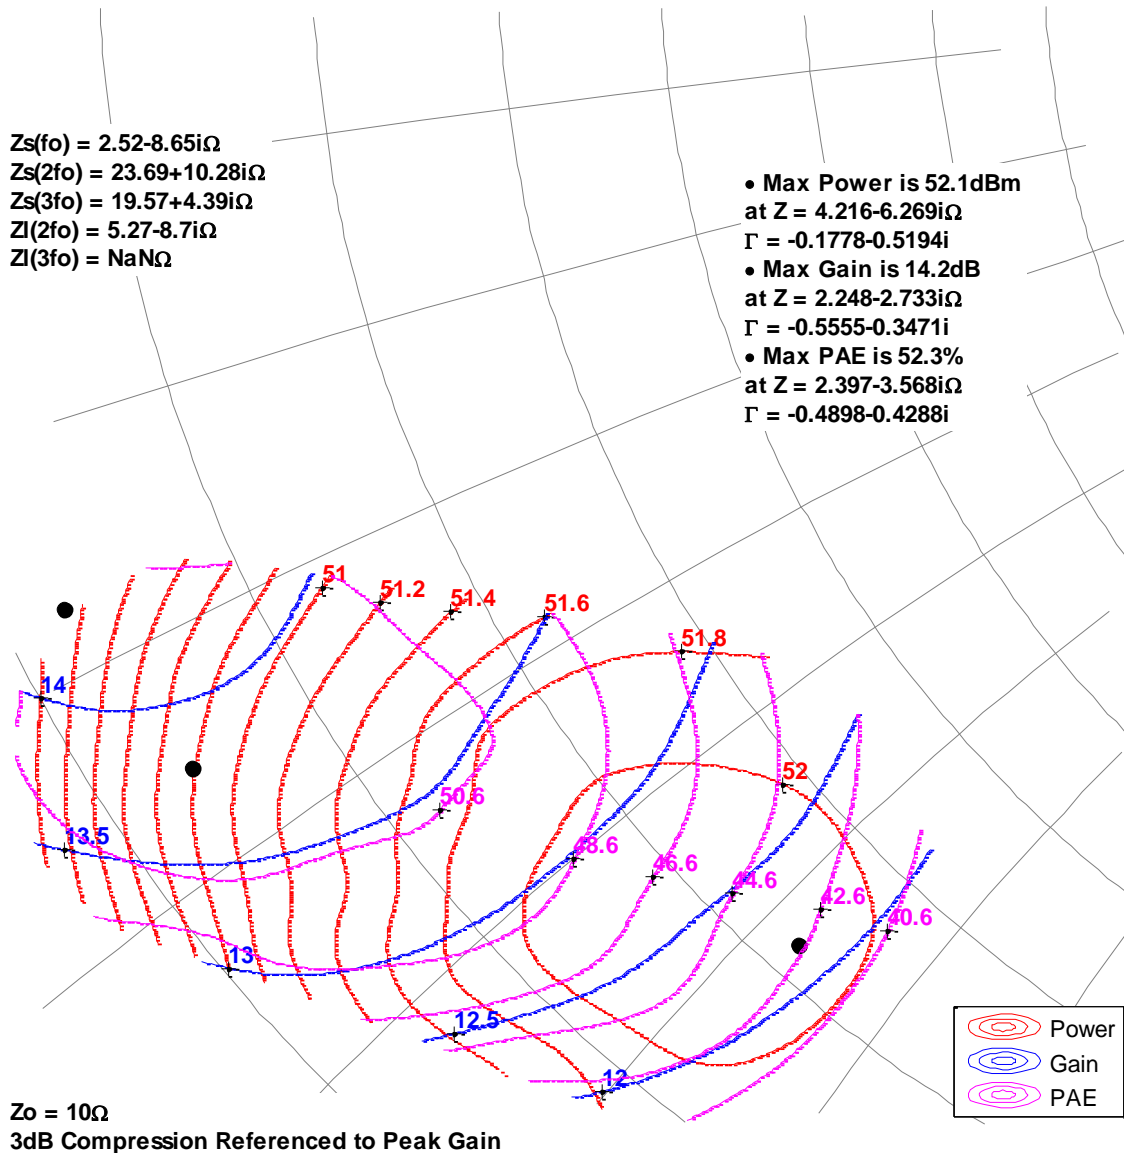 Zs(fo) = 2.52-8.65iΩ
Zs(2fo) = 23.69+10.28iΩ
Zs(3fo) = 19.57+4.39iΩ
Zl(2fo) = 5.27-8.7iΩ
Zl(3fo) = NaNΩ
• Max Power is 52.1dBm
at Z = 4.216-6.269iΩ
Γ = -0.1778-0.5194i
• Max Gain is 14.2dB
at Z = 2.248-2.733iΩ
Γ = -0.5555-0.3471i
• Max PAE is 52.3%
at Z = 2.397-3.568iΩ
Γ = -0.4898-0.4288i
51
51.2
51.4
51.6
51.8
14
52
50.6
13.5
48.6
46.6
44.6
42.6
40.6
13
12.5
12
Power
Gain
PAE
Zo = 10Ω
3dB Compression Referenced to Peak Gain